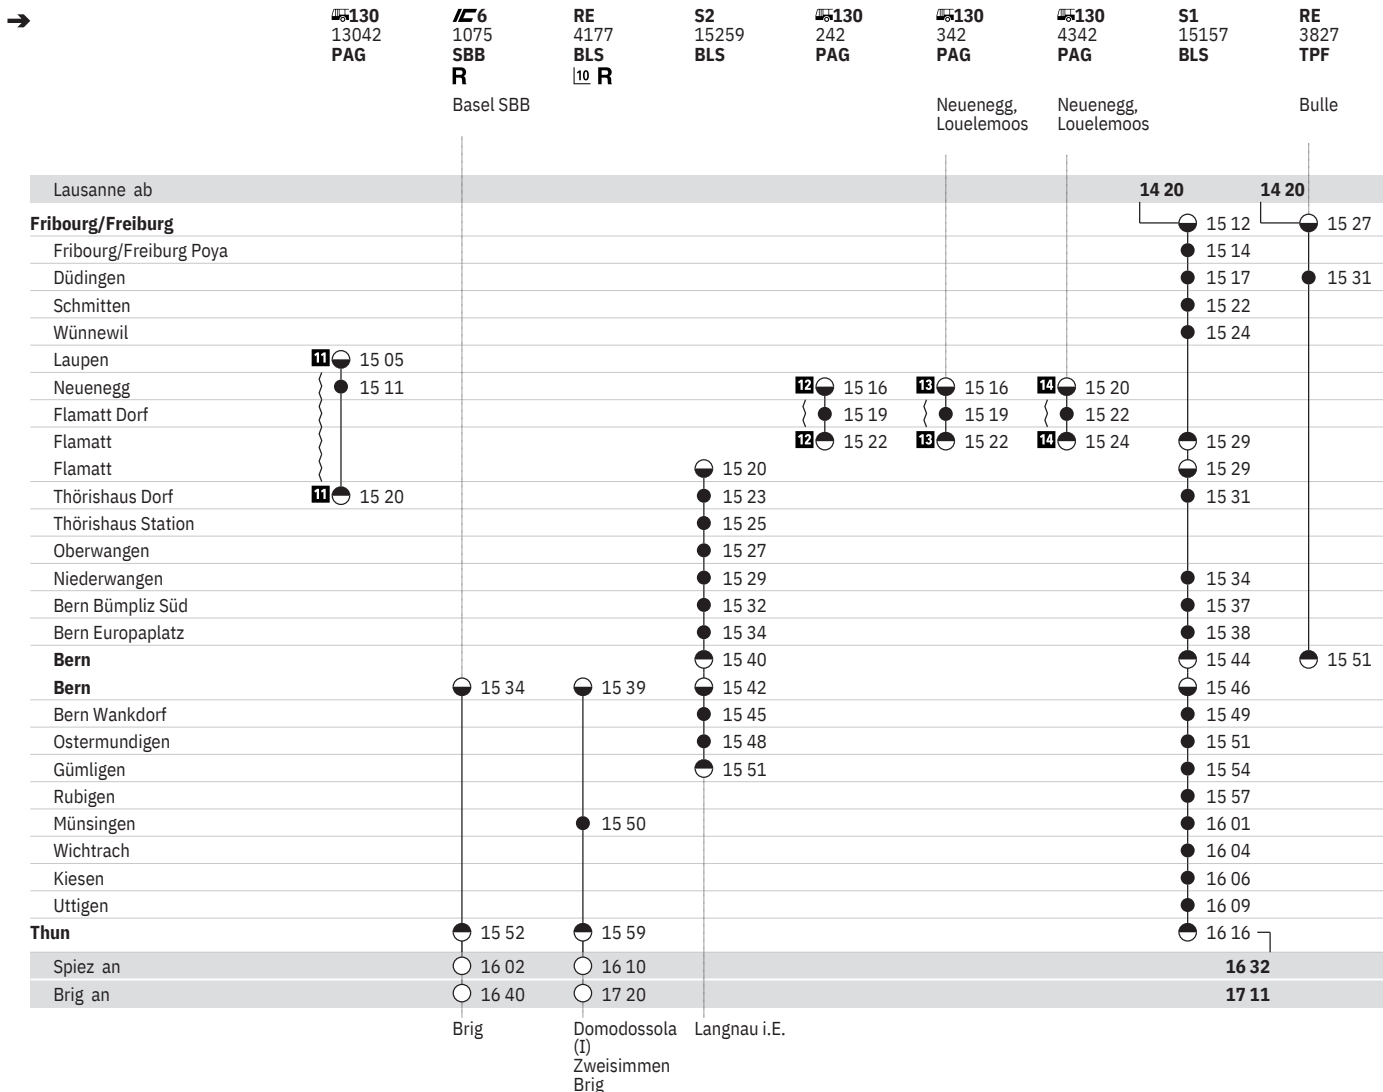 ➔ 130 IC6 RE S2 130 130 130 S1 RE
13042 1075 4177 15259 242 342 4342 15157 3827
PAG SBB BLS BLS PAG PAG PAG BLS TPF
R 10 R
Basel SBB Neuenegg, Neuenegg, Bulle
Louelemoos Louelemoos
Lausanne ab 14 20 14 20
Fribourg/Freiburg 15 12 15 27
Fribourg/Freiburg Poya 15 14
Düdingen 15 17 15 31
Schmitten 15 22
Wünnewil 15 24
Laupen 11 15 05
Neuenegg 15 11 12 15 16 13 15 16 14 15 20
Flamatt Dorf 15 19 15 19 15 22
Flamatt 12 15 22 13 15 22 14 15 24 15 29
Flamatt 15 20 15 29
Thörishaus Dorf 11 15 20 15 23 15 31
Thörishaus Station 15 25
Oberwangen 15 27
Niederwangen 15 29 15 34
Bern Bümpliz Süd 15 32 15 37
Bern Europaplatz 15 34 15 38
Bern 15 40 15 44 15 51
Bern 15 34 15 39 15 42 15 46
Bern Wankdorf 15 45 15 49
Ostermundigen 15 48 15 51
Gümligen 15 51 15 54
Rubigen 15 57
Münsingen 15 50 16 01
Wichtrach 16 04
Kiesen 16 06
Uttigen 16 09
Thun 15 52 15 59 16 16
Spiez an 16 02 16 10 16 32
Brig an 16 40 17 20 17 11
Brig Domodossola Langnau i.E.
(I)
Zweisimmen
Brig